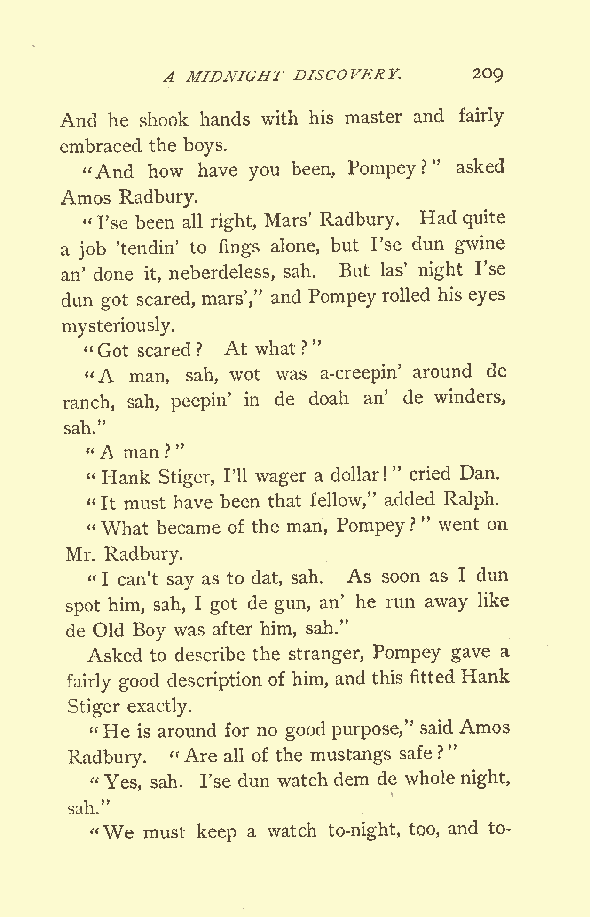 A MIDNIGHT DISCOVERY. 209
And he shook hands with his master and fairly
embraced the boys.
"And how have you been, Pompey?" asked
Amos Radbury.
"I'se been all right, Mars' Radbury. Had quite
a job 'tendin' to fings alone, but I'se dun gwine
an' done it, neberdeless, sah. But las' night I'se
dun got scared, mars'," and Pompey rolled his eyes
mysteriously.
"Got scared? At what?"
"A man, sah, wot was a-creepin' around de
ranch, sah, peepin' in de doah an' de winders,
sah."
"A man?"
"Hank Stiger, I'll wager a dollar!" cried Dan.
"It must have been that fellow," added Ralph.
"What became of the man, Pompey?" went on
Mr. Radbury.
"I can't say as to dat, sah. As soon as I dun
spot him, sah, I got de gun, an' he run away like
de Old Boy was after him, sah."
Asked to describe the stranger, Pompey gave a
fairly good description of him, and this fitted Hank
Stiger exactly.
"He is around for no good purpose," said Amos
Radbury. "Are all of the mustangs safe?"
"Yes, sah. I'se dun watch dem de whole night,
sah."
"We must keep a watch to-night, too, and to-